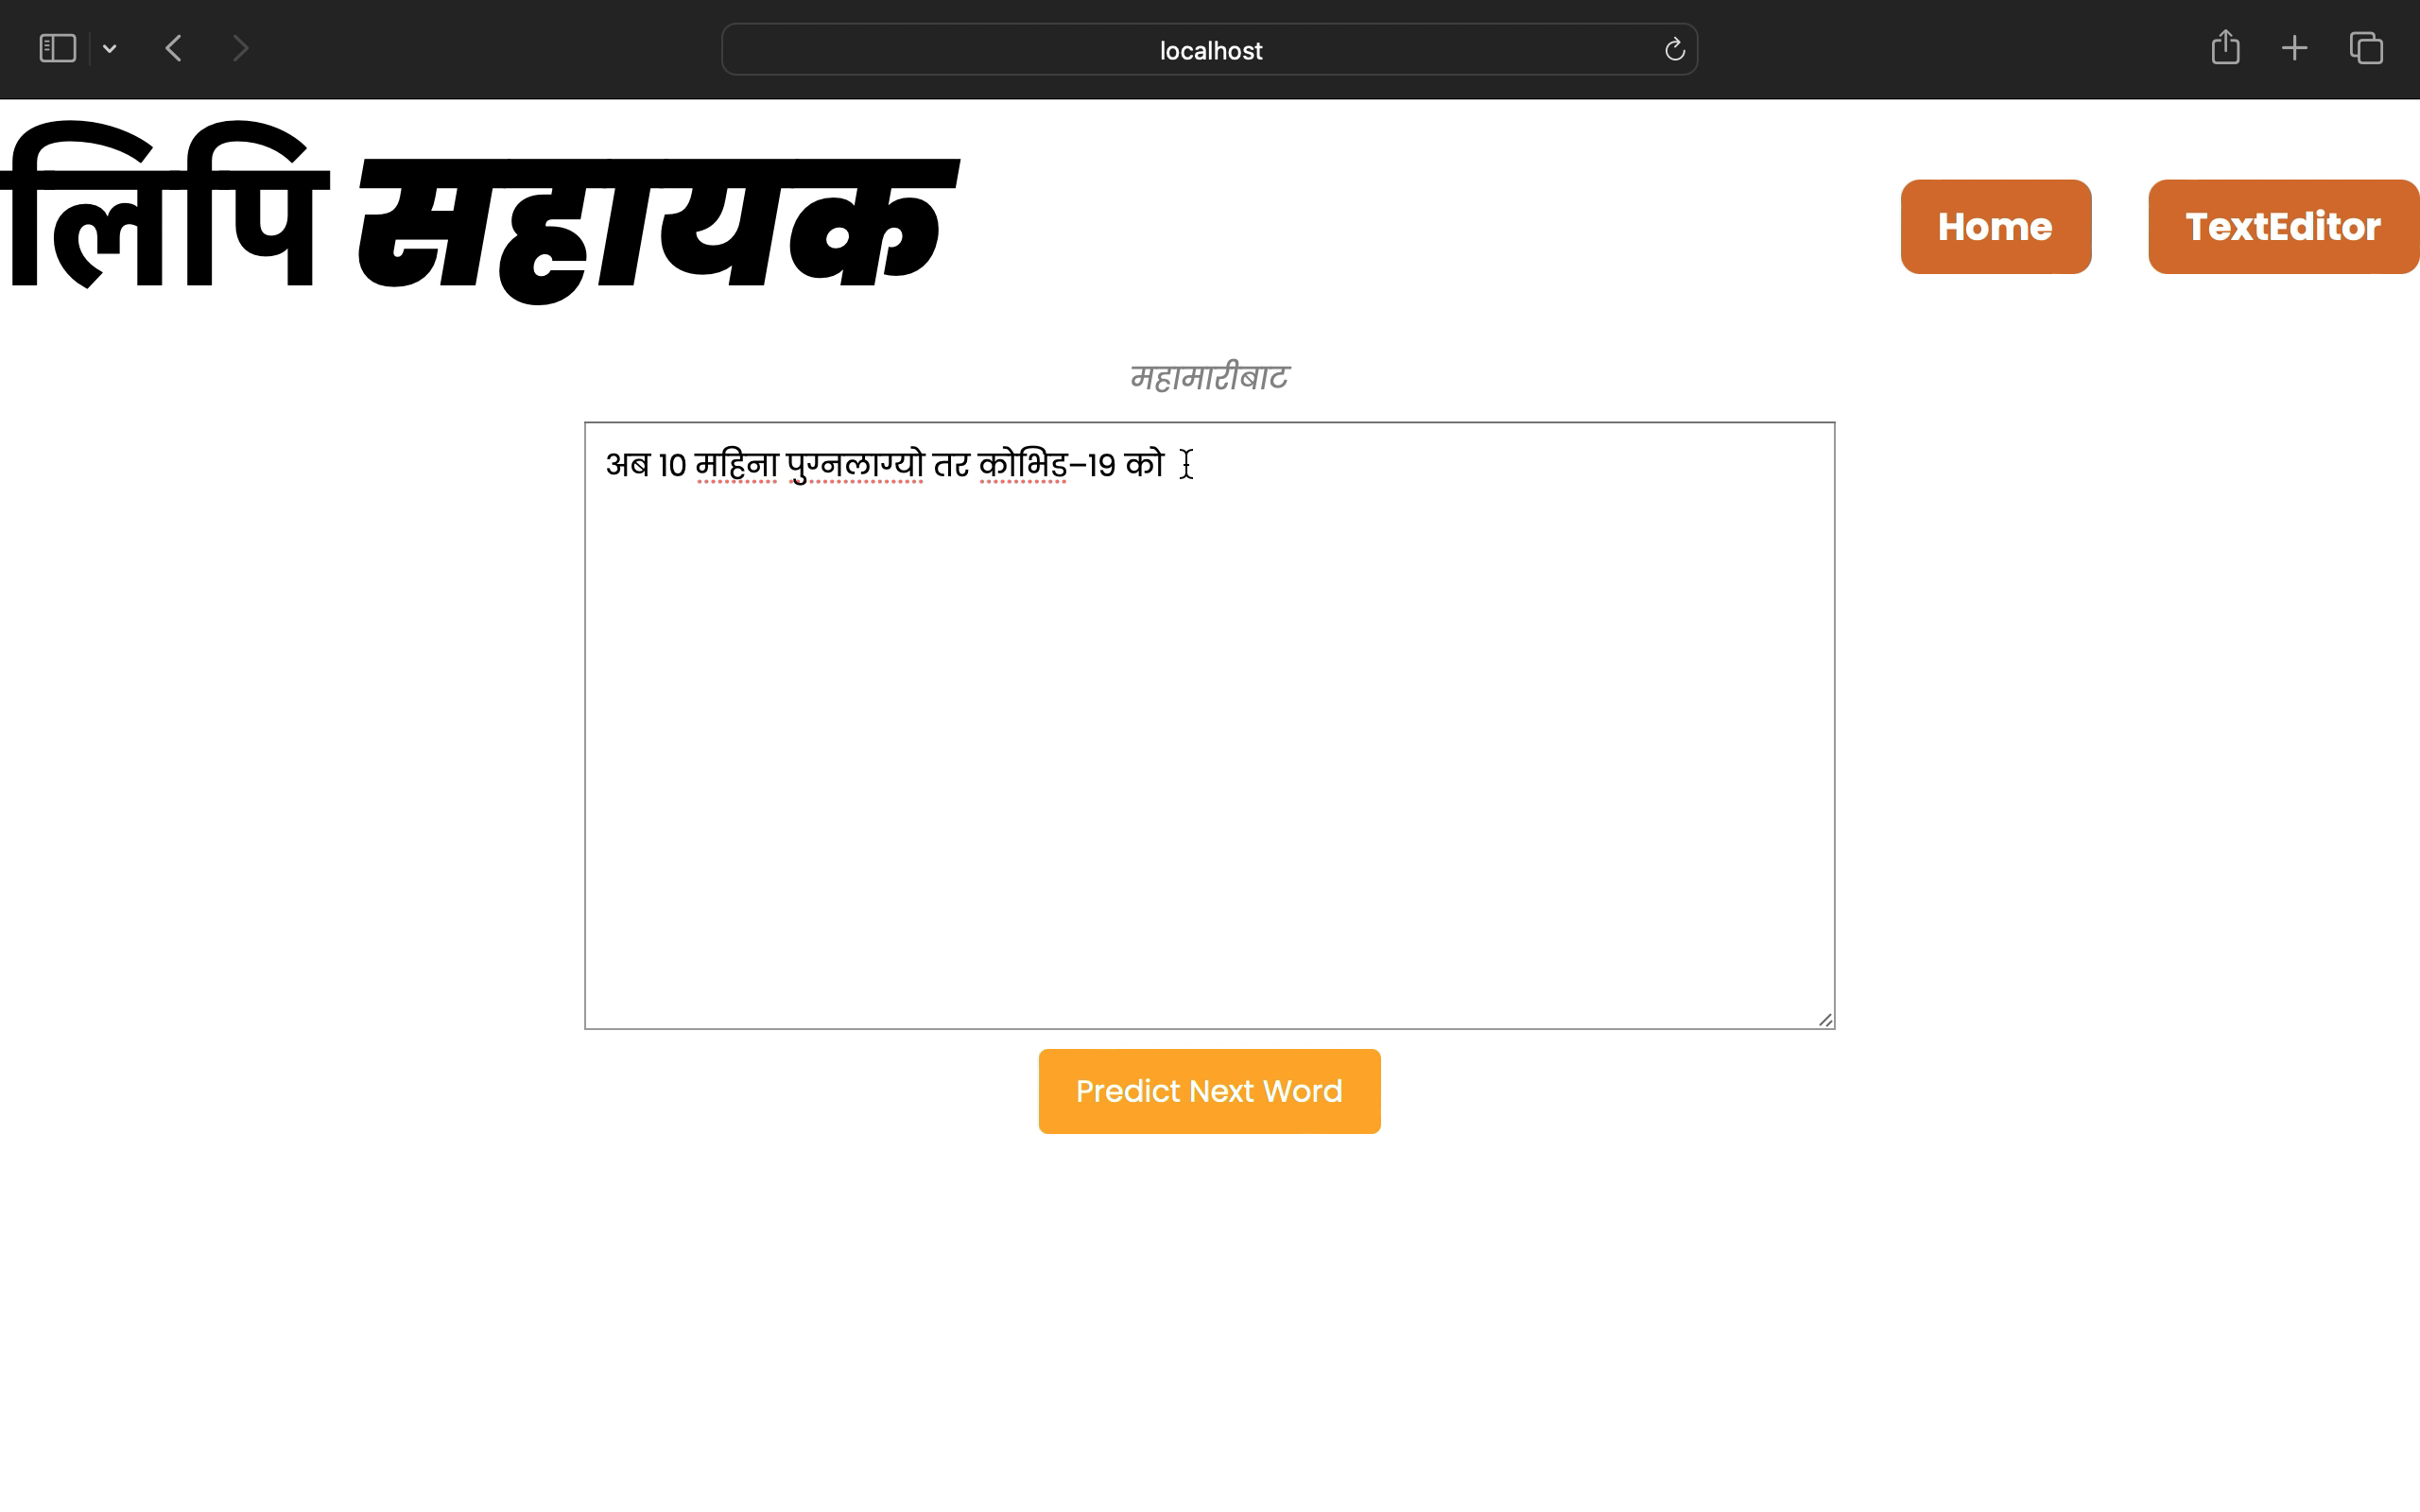 localhost
लिपि सहायक
Home
TextEditor
महामारीबाट
अब 10 महिना पुग्नलाग्यो तर कोभिड-19 को
Predict Next Word